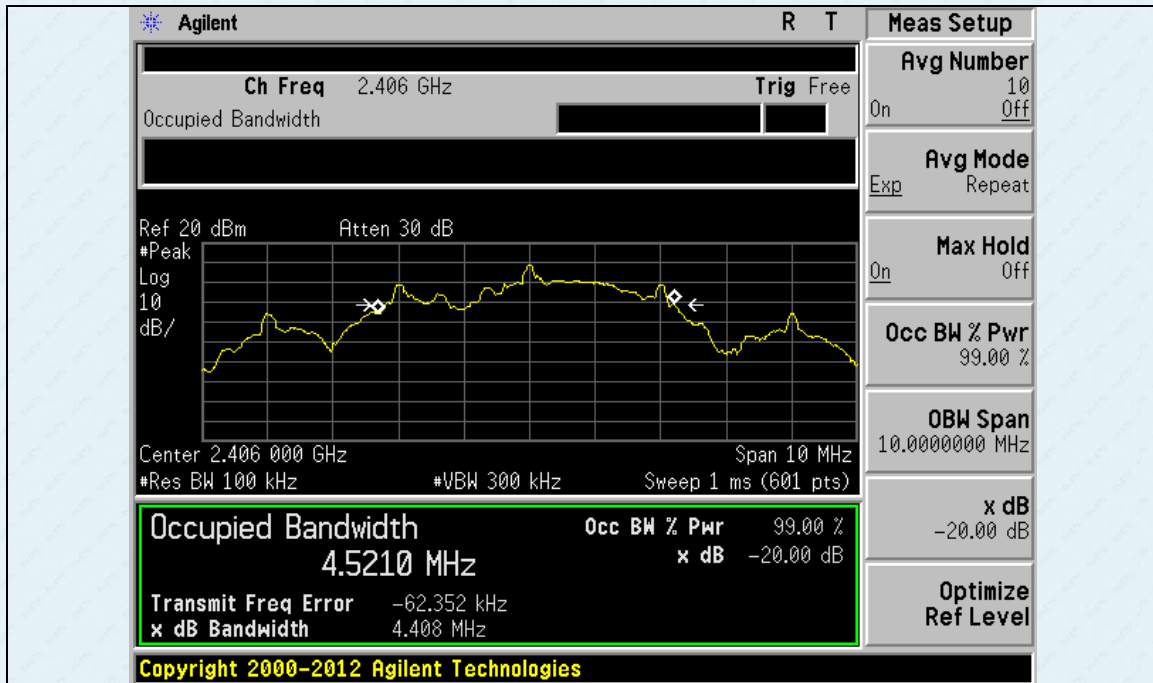 Agilent R T
Ch Freq 2.406 GHz Trig Free
Occupied Bandwidth
Ref 20 dBm Atten 30 dB
#Peak
Log
10
dB/
Center 2.406 000 GHz Span 10 MHz
#Res BW 100 kHz #VBW 300 kHz Sweep 1 ms (601 pts)
Occupied Bandwidth Occ BW % Pwr 99.00 %
4.5210 MHz x dB -20.00 dB
Transmit Freq Error -62.352 kHz
x dB Bandwidth 4.408 MHz
Copyright 2000-2012 Agilent Technologies
Meas Setup
Avg Number
10
On Off
Avg Mode
Exp Repeat
Max Hold
On Off
Occ BW % Pwr
99.00 %
OBW Span
10.0000000 MHz
x dB
-20.00 dB
Optimize
Ref Level